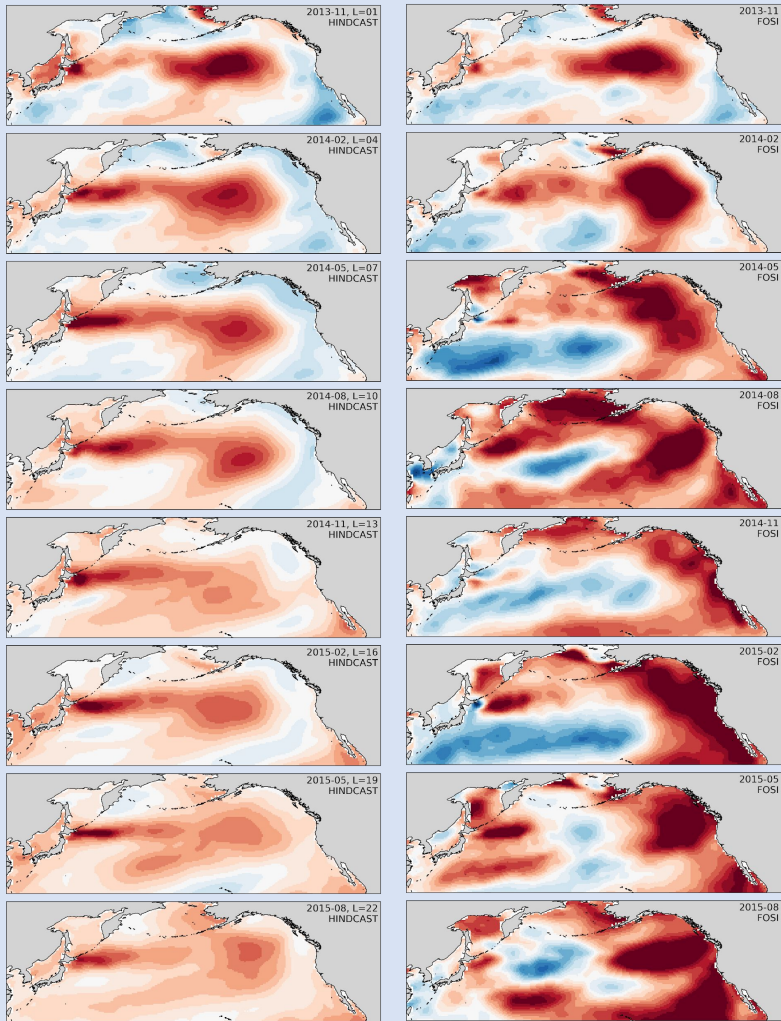 2013-11, L=01
HINDCAST
2013-11
FOSI
2014-02, L=04
HINDCAST
2014-02
FOSI
2014-05, L=07
HINDCAST
2014-05
FOSI
2014-08, L=10
HINDCAST
2014-08
FOSI
2014-11, L=13
HINDCAST
2014-11
FOSI
2015-02, L=16
HINDCAST
2015-02
FOSI
2015-05, L=19
HINDCAST
2015-05
FOSI
2015-08, L=22
HINDCAST
2015-08
FOSI